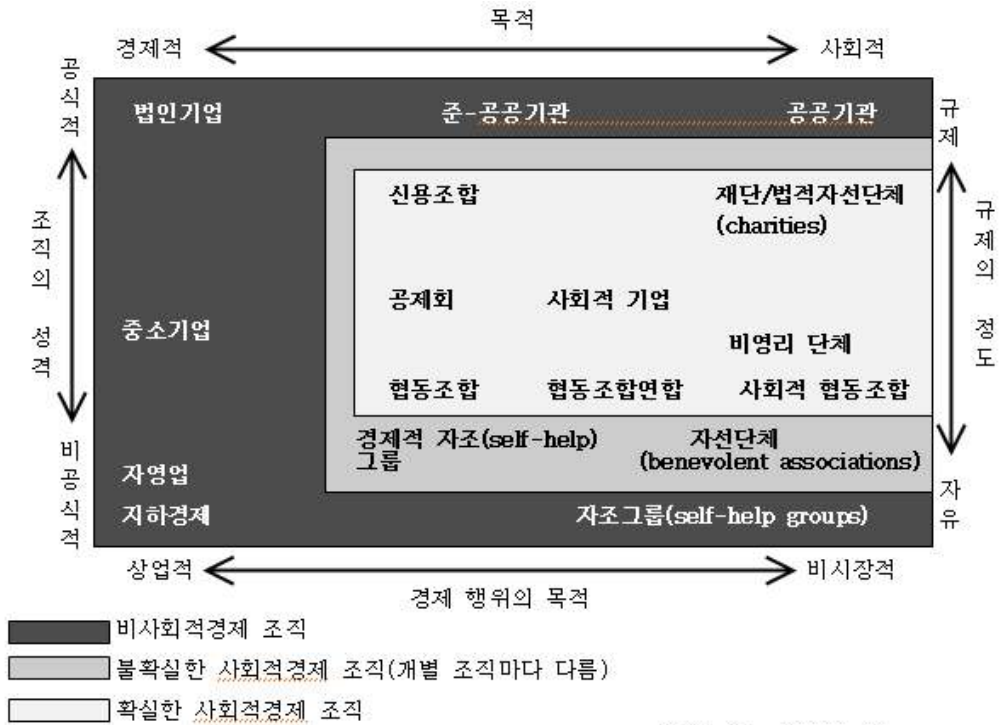 목적
경제적 사회적
공식적
조직의 성격
비공식적
법인기업 준-공공기관 공공기관
신용조합 재단/법적자선단체
(charities)
공제회 사회적 기업
중소기업
비영리 단체
협동조합 협동조합연합 사회적 협동조합
경제적 자조(self-help)
그룹
자선단체
(benevolent associations)
자영업
지하경제 자조그룹(self-help groups)
규제
규제의 정도
자유
상업적 비시장적
경제 행위의 목적
비사회적경제 조직
불확실한 사회적경제 조직(개별 조직마다 다름)
확실한 사회적경제 조직